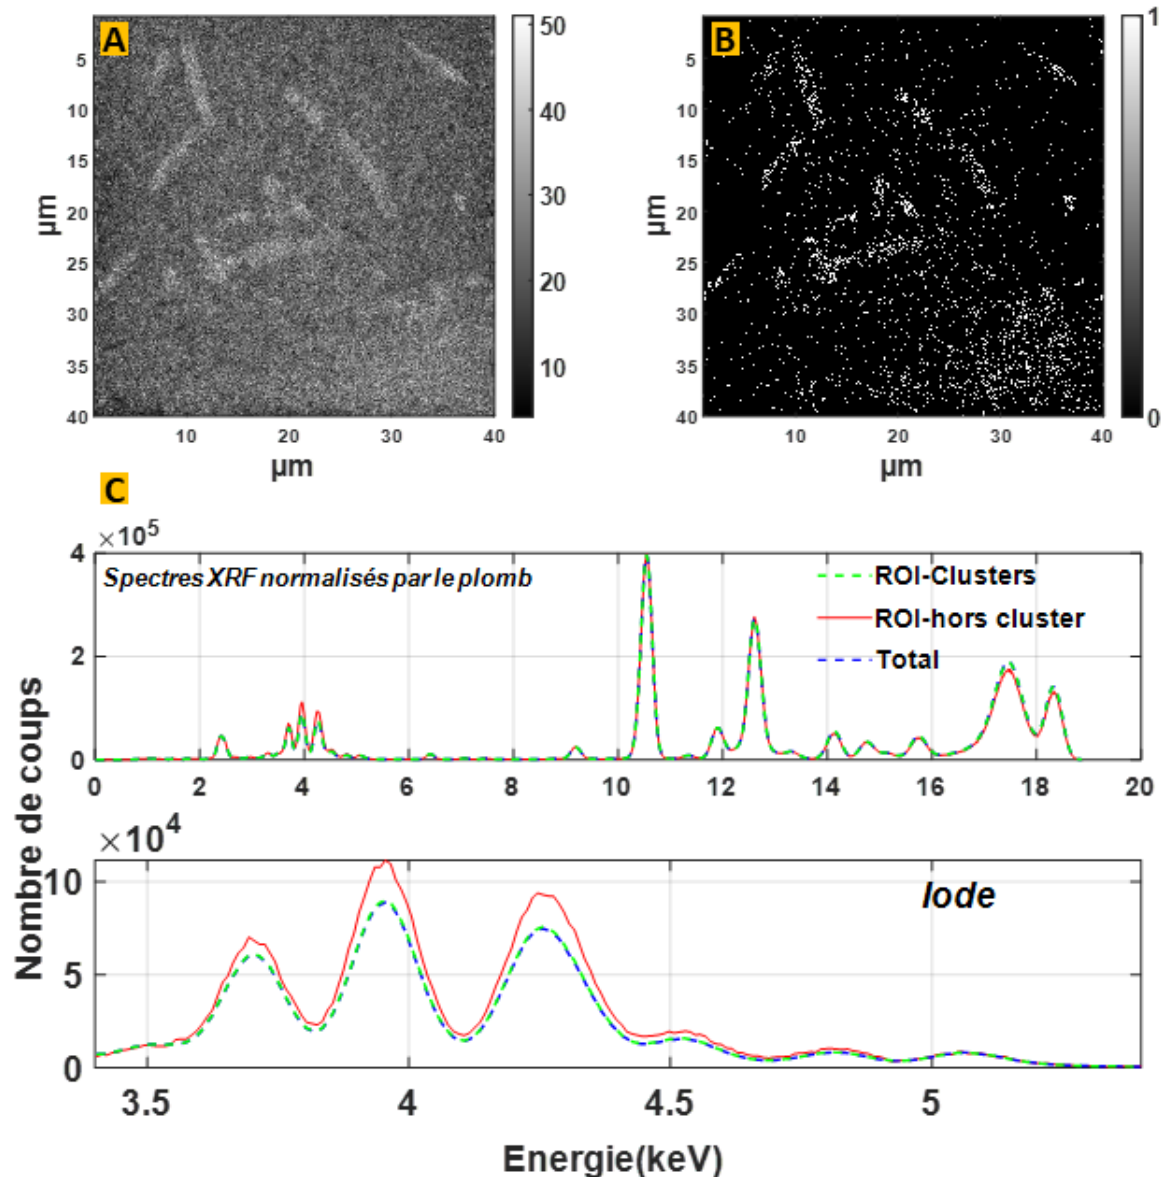 A
B
50
40
30
20
10
1
0
5
10
15
20
25
30
35
40
µm
10
20
30
40
µm
5
10
15
20
25
30
35
40
µm
10
20
30
40
µm
C
×10⁵
Spectres XRF normalisés par le plomb
ROI-Clusters
ROI-hors cluster
Total
4
2
0
0 2 4 6 8 10 12 14 16 18 20
Nombre de coups
×10⁴
Iode
10
5
0
3.5 4 4.5 5
Energie(keV)